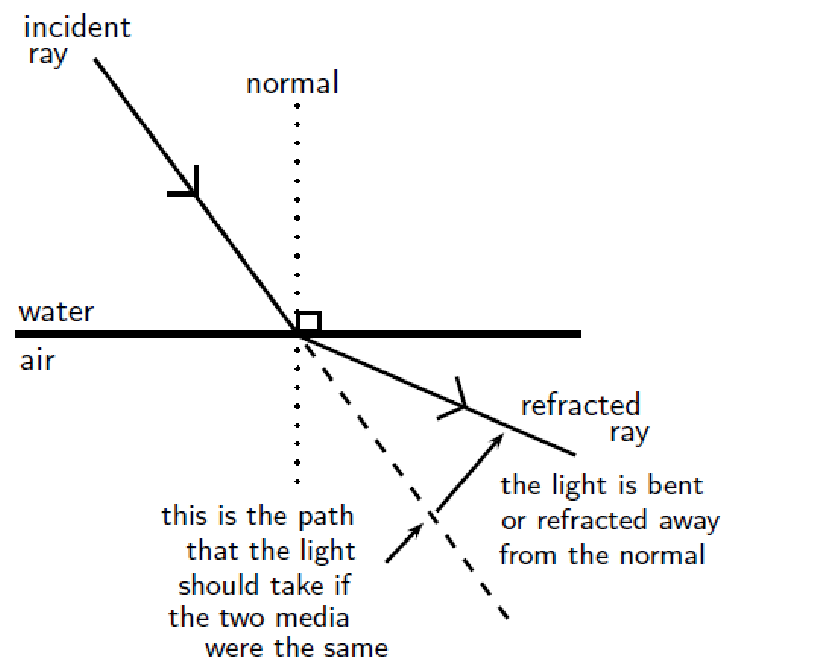 incident
ray
normal
water
air
refracted
ray
the light is bent
or refracted away
from the normal
this is the path
that the light
should take if
the two media
were the same